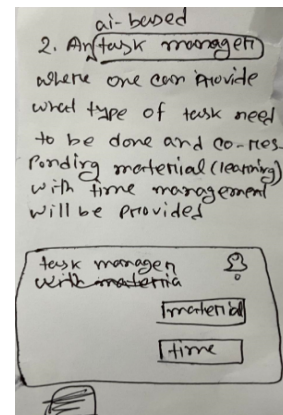 ai-based
2. An task manager
where one can provide
what type of task need
to be done and co-rres
ponding material (learning)
with time management
will be provided
task manager
with materia
material
time